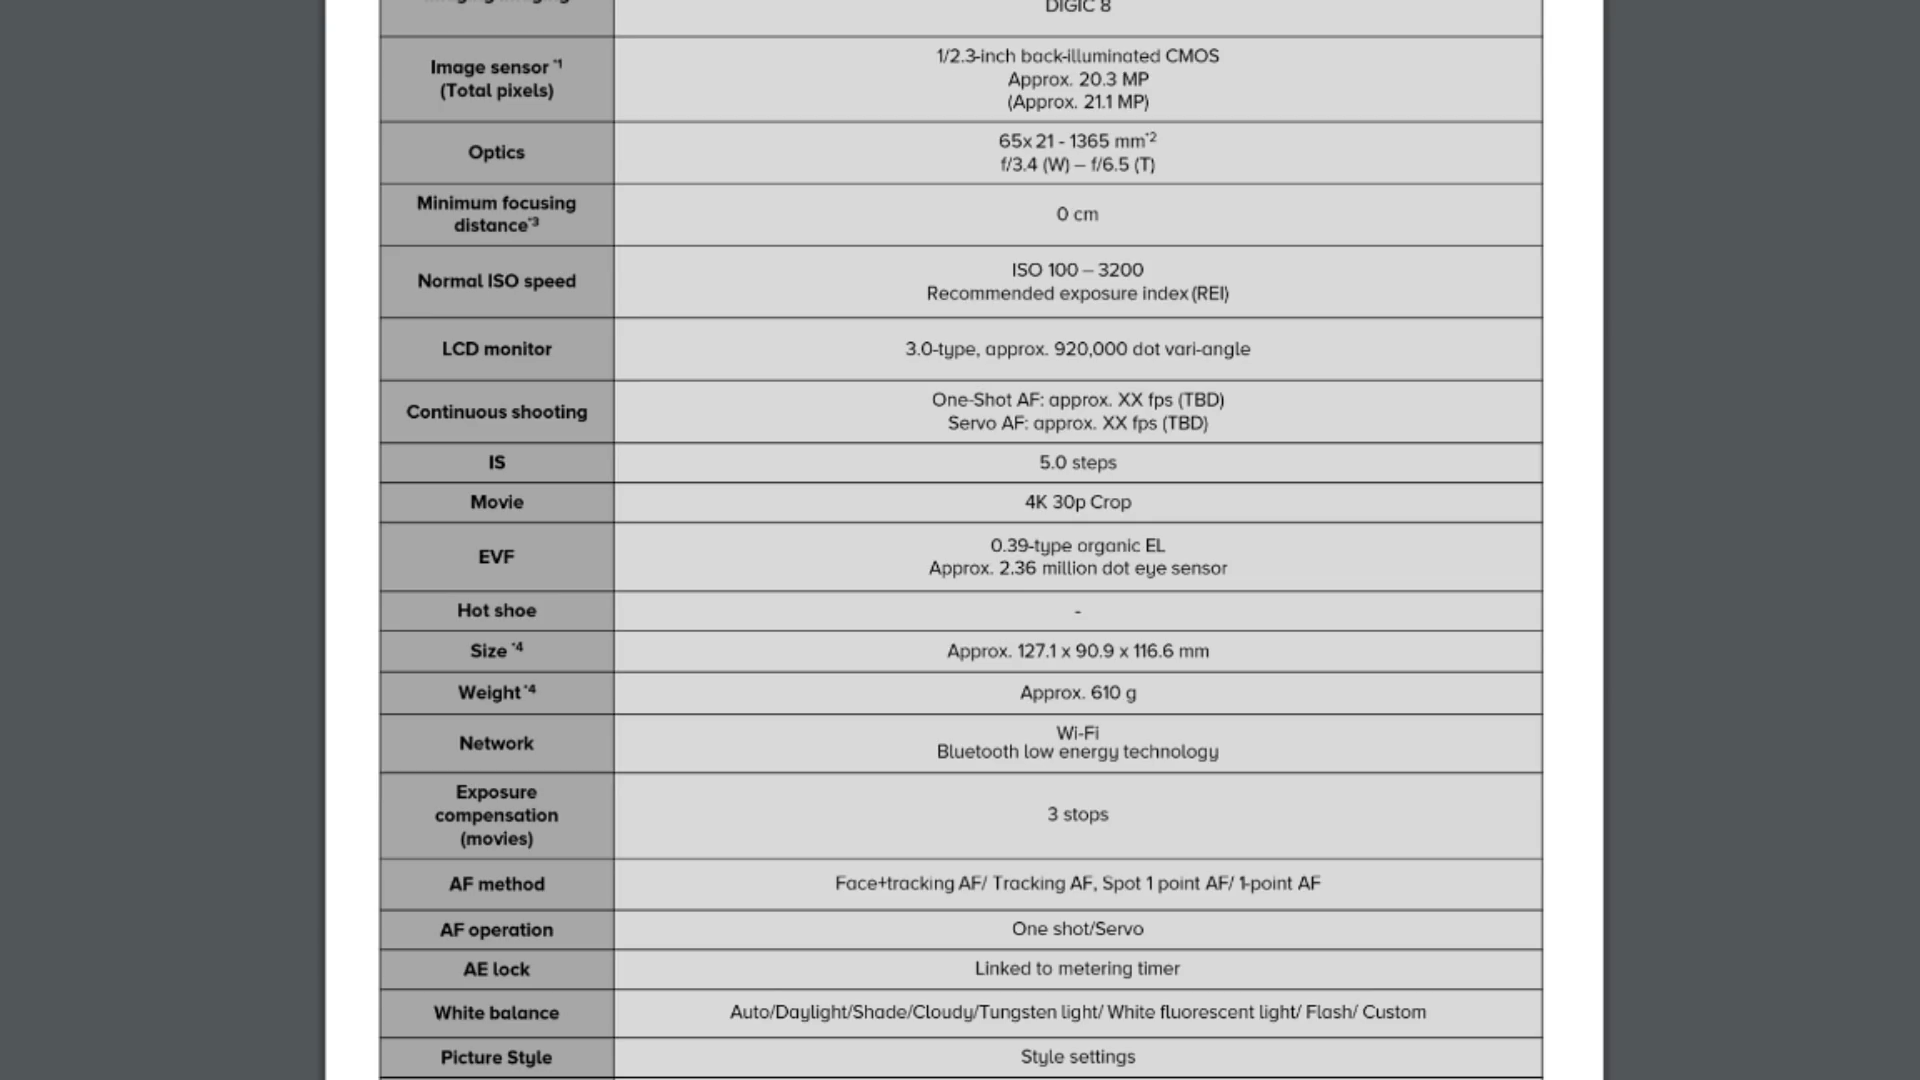 DIGIC 8
Image sensor *1
(Total pixels)
1/2.3-inch back-illuminated CMOS
Approx. 20.3 MP
(Approx. 21.1 MP)
Optics
65x 21 - 1365 mm*2
f/3.4 (W) – f/6.5 (T)
Minimum focusing
distance*3
0 cm
Normal ISO speed
ISO 100 – 3200
Recommended exposure index (REI)
LCD monitor
3.0-type, approx. 920,000 dot vari-angle
Continuous shooting
One-Shot AF: approx. XX fps (TBD)
Servo AF: approx. XX fps (TBD)
IS
5.0 steps
Movie
4K 30p Crop
EVF
0.39-type organic EL
Approx. 2.36 million dot eye sensor
Hot shoe
-
Size *4
Approx. 127.1 x 90.9 x 116.6 mm
Weight *4
Approx. 610 g
Network
Wi-Fi
Bluetooth low energy technology
Exposure
compensation
(movies)
3 stops
AF method
Face+tracking AF/ Tracking AF, Spot 1 point AF/ 1-point AF
AF operation
One shot/Servo
AE lock
Linked to metering timer
White balance
Auto/Daylight/Shade/Cloudy/Tungsten light/ White fluorescent light/ Flash/ Custom
Picture Style
Style settings